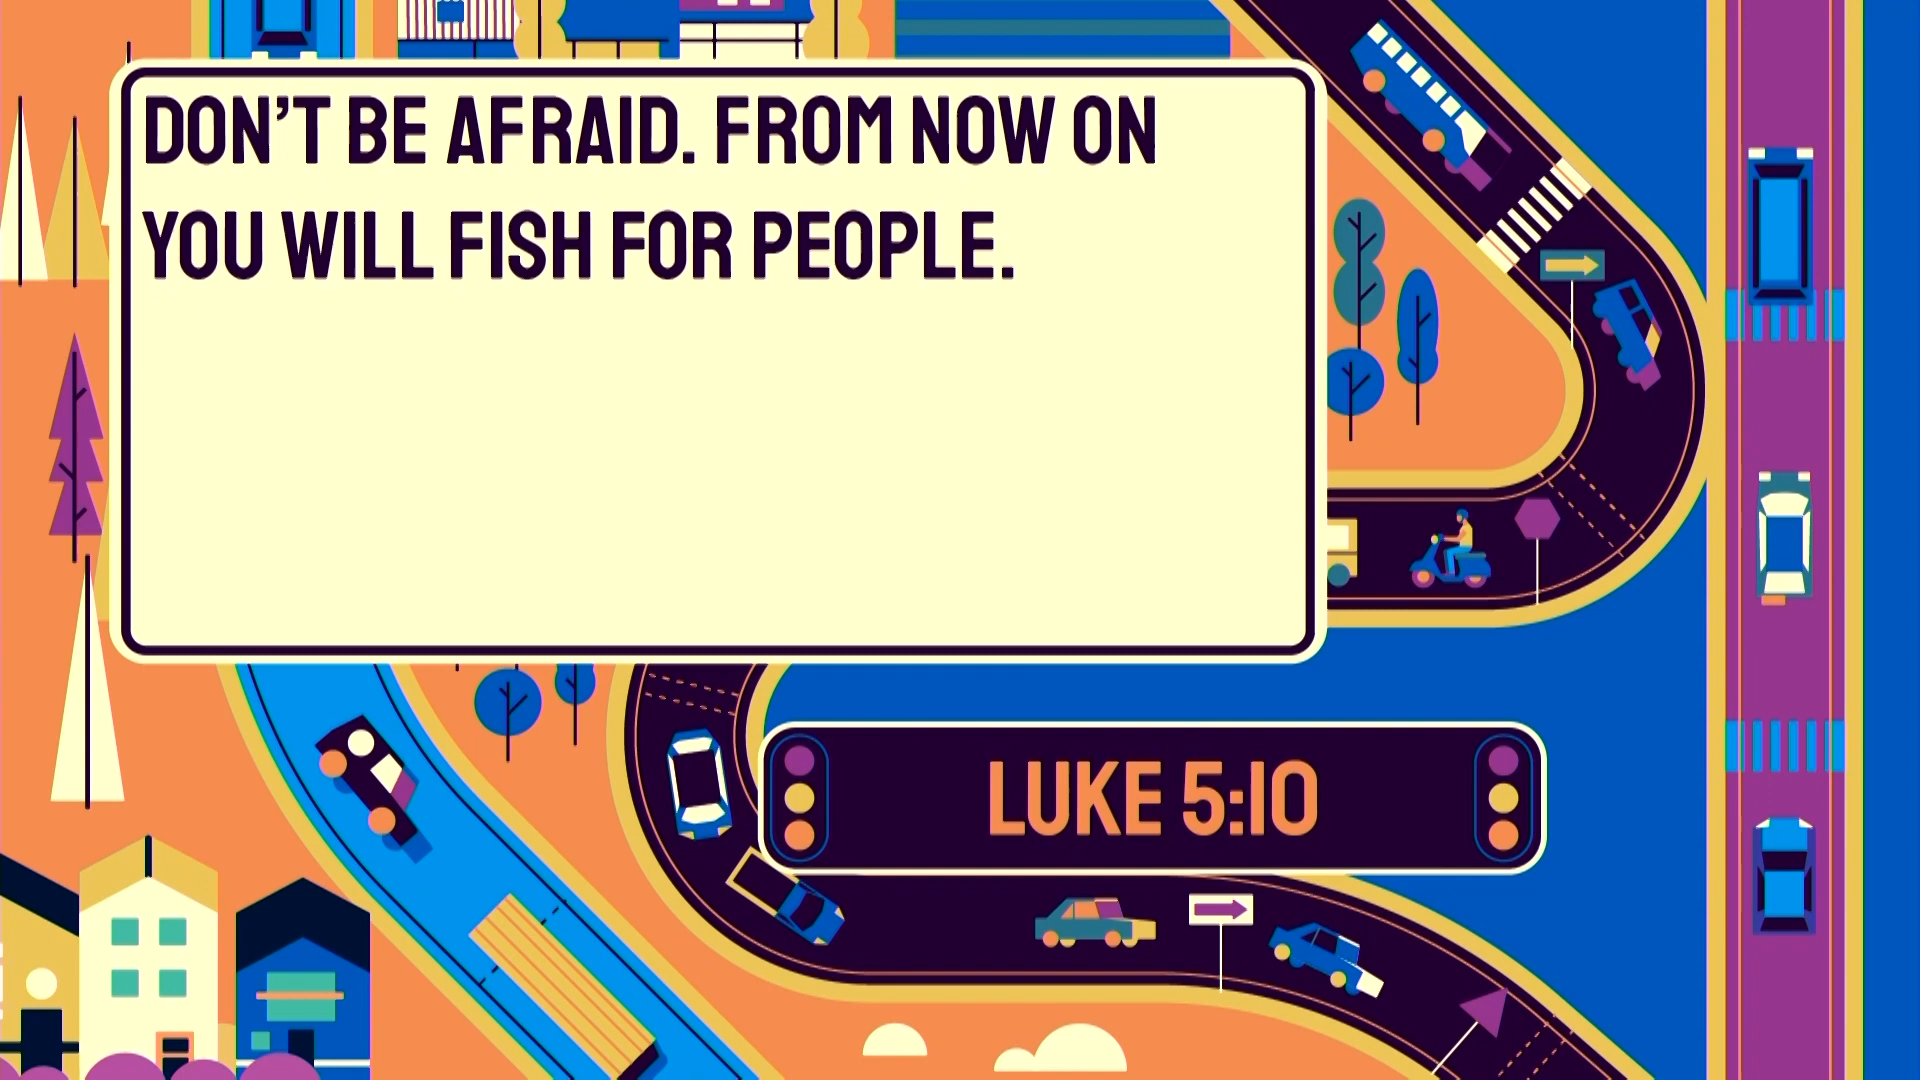 DON’T BE AFRAID. FROM NOW ON
YOU WILL FISH FOR PEOPLE.
LUKE 5:10